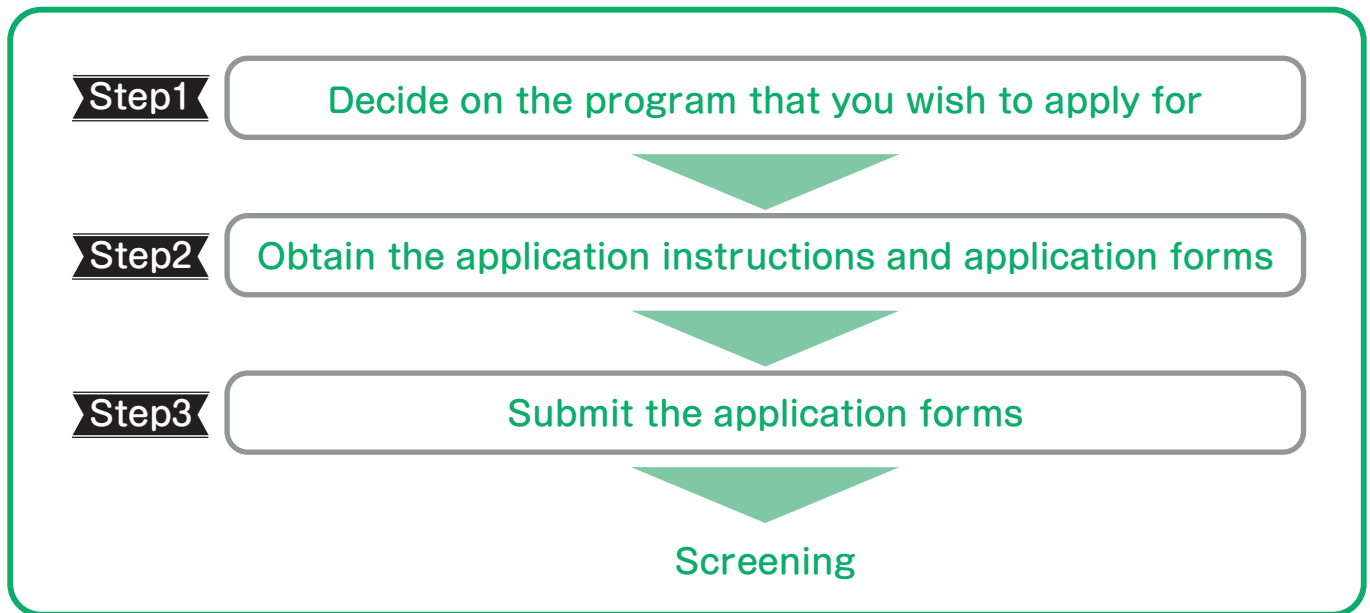 Step1 Decide on the program that you wish to apply for
Step2 Obtain the application instructions and application forms
Step3 Submit the application forms
Screening